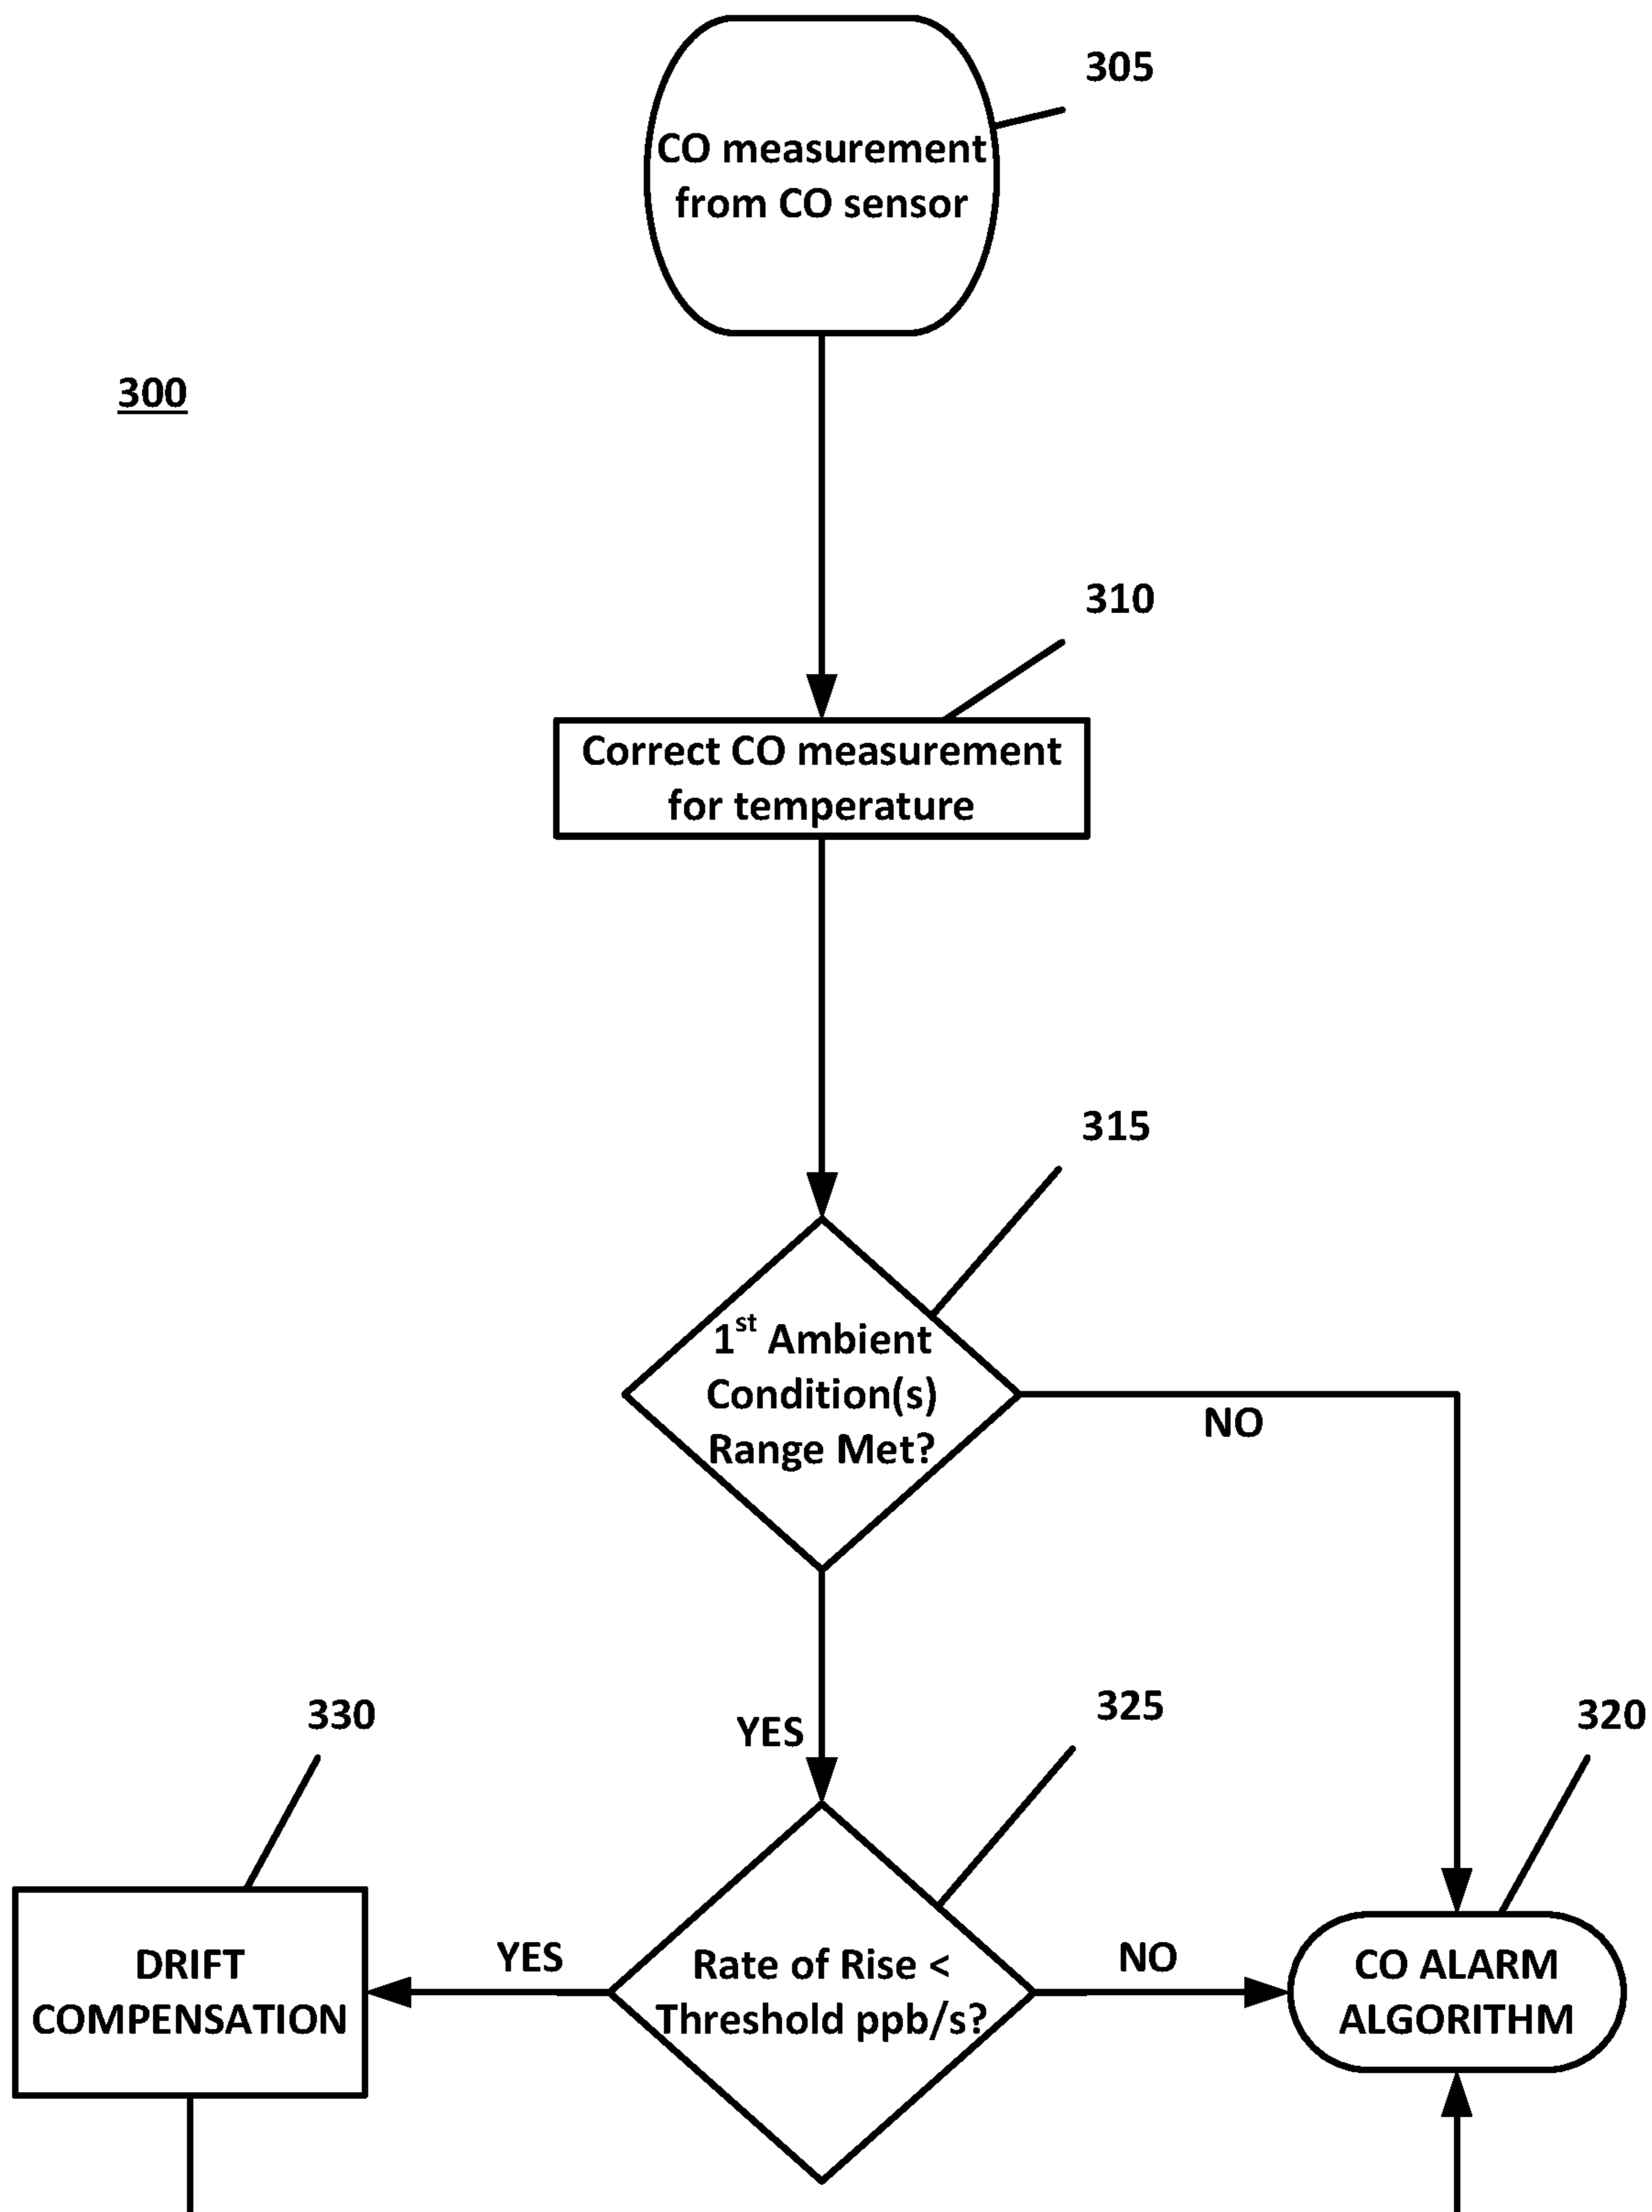 305
CO measurement
from CO sensor
300
310
Correct CO measurement
for temperature
315
1st Ambient
Condition(s)
Range Met?
NO
YES
325
330
320
DRIFT
COMPENSATION
YES
Rate of Rise <
Threshold ppb/s?
NO
CO ALARM
ALGORITHM